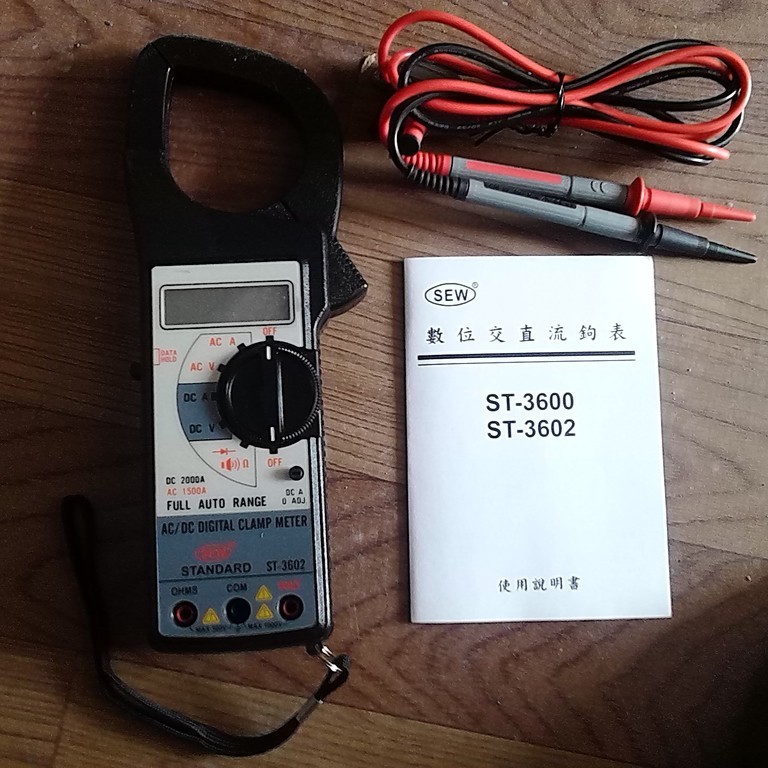 OFF
AC A
DATA
HOLD
AC V
DC A
DC V
Ω
OFF
DC 2000A
AC 1500A
DC A
0 ADJ
FULL AUTO RANGE
AC/DC DIGITAL CLAMP METER
SEW
STANDARD ST-3602
OHMS COM
SEW®
數位交直流鉤表
ST-3600
ST-3602
使用說明書